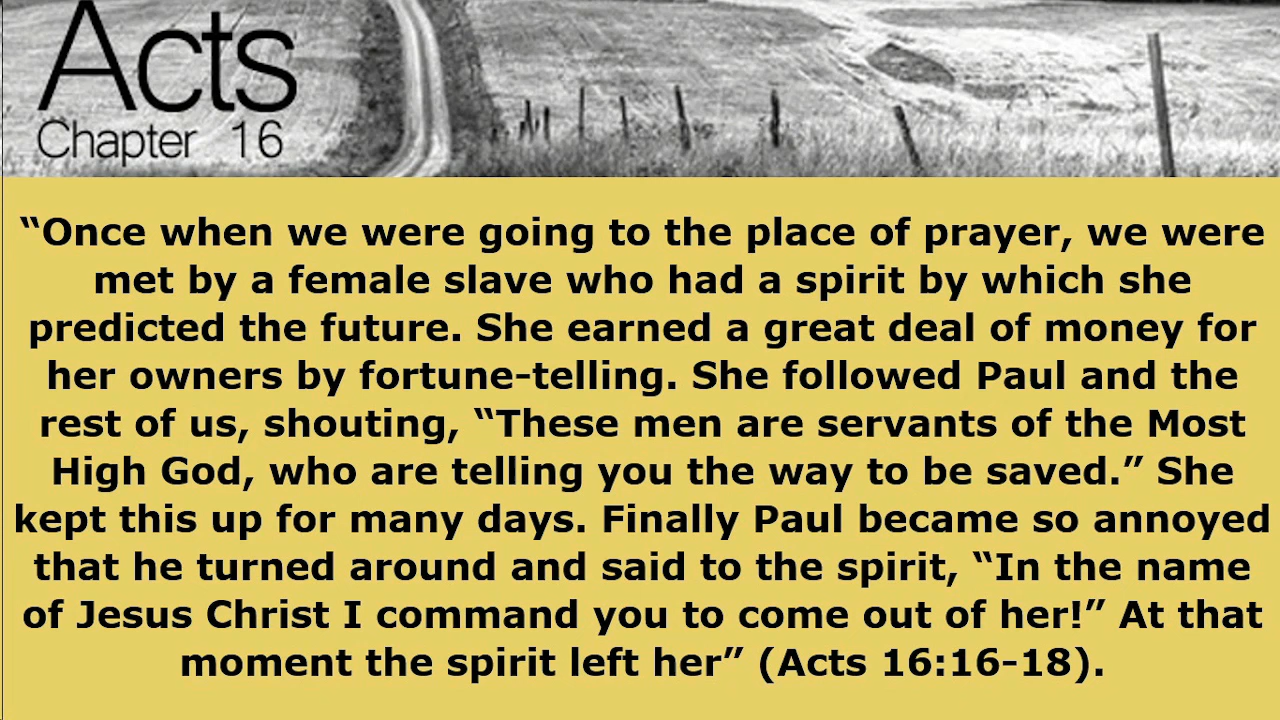 Acts
Chapter 16
“Once when we were going to the place of prayer, we were
met by a female slave who had a spirit by which she
predicted the future. She earned a great deal of money for
her owners by fortune-telling. She followed Paul and the
rest of us, shouting, “These men are servants of the Most
High God, who are telling you the way to be saved.” She
kept this up for many days. Finally Paul became so annoyed
that he turned around and said to the spirit, “In the name
of Jesus Christ I command you to come out of her!” At that
moment the spirit left her” (Acts 16:16-18).